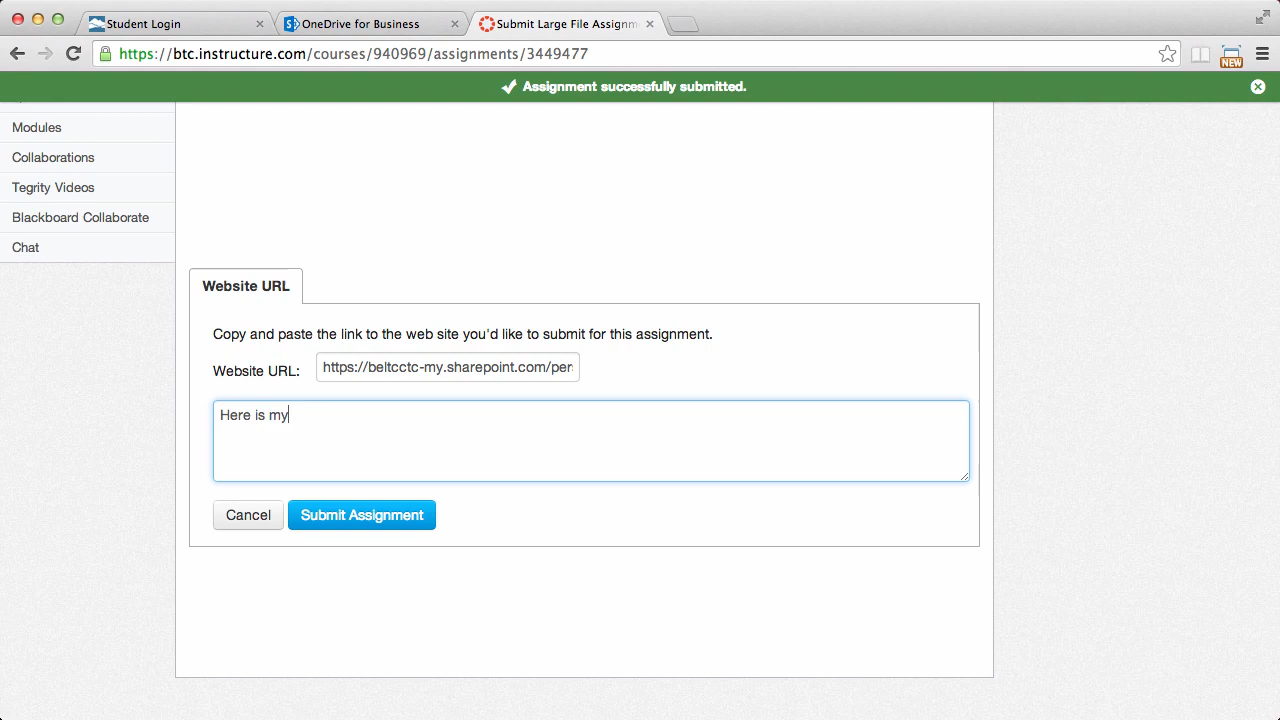 Student Login
OneDrive for Business
Submit Large File Assignm
https://btc.instructure.com/courses/940969/assignments/3449477
NEW
Assignment successfully submitted.
Modules
Collaborations
Tegrity Videos
Blackboard Collaborate
Chat
Website URL
Copy and paste the link to the web site you'd like to submit for this assignment.
Website URL: https://beltcctc-my.sharepoint.com/per
Here is my
Cancel Submit Assignment